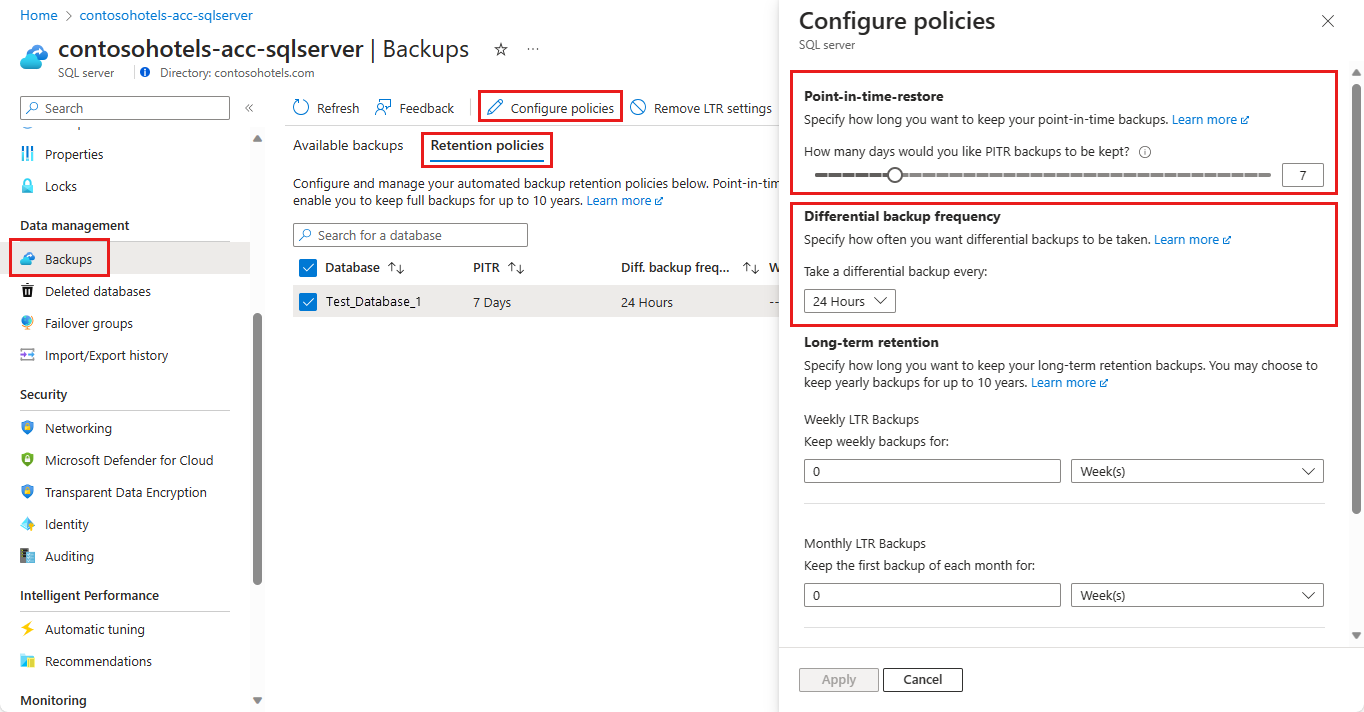 Home > contosohotels-acc-sqlserver
contosohotels-acc-sqlserver | Backups
SQL server
Directory: contosohotels.com
Search
Properties
Locks
Data management
Backups
Deleted databases
Failover groups
Import/Export history
Security
Networking
Microsoft Defender for Cloud
Transparent Data Encryption
Identity
Auditing
Intelligent Performance
Automatic tuning
Recommendations
Monitoring
Refresh
Feedback
Configure policies
Remove LTR settings
Available backups
Retention policies
Configure and manage your automated backup retention policies below. Point-in-tim
enable you to keep full backups for up to 10 years. Learn more
Search for a database
Database PITR Diff. backup freq... W
Test_Database_1 7 Days 24 Hours --
Configure policies
SQL server
Point-in-time-restore
Specify how long you want to keep your point-in-time backups. Learn more
How many days would you like PITR backups to be kept?
7
Differential backup frequency
Specify how often you want differential backups to be taken. Learn more
Take a differential backup every:
24 Hours
Long-term retention
Specify how long you want to keep your long-term retention backups. You may choose to
keep yearly backups for up to 10 years. Learn more
Weekly LTR Backups
Keep weekly backups for:
0 Week(s)
Monthly LTR Backups
Keep the first backup of each month for:
0 Week(s)
Apply
Cancel